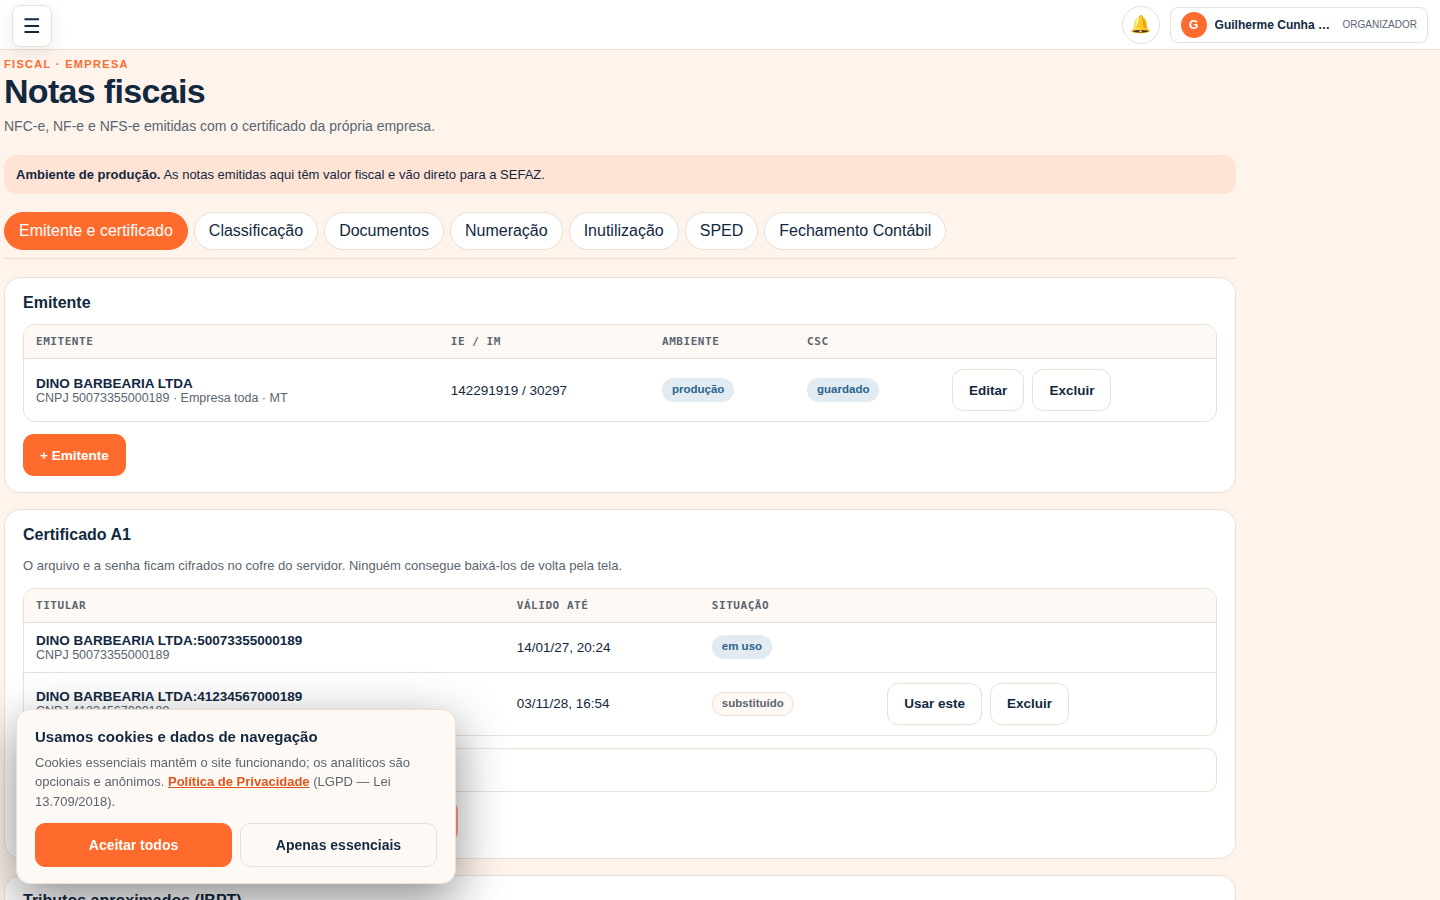 ☰
🔔
G
Guilherme Cunha ...
ORGANIZADOR
FISCAL · EMPRESA
Notas fiscais
NFC-e, NF-e e NFS-e emitidas com o certificado da própria empresa.
Ambiente de produção. As notas emitidas aqui têm valor fiscal e vão direto para a SEFAZ.
Emitente e certificado
Classificação
Documentos
Numeração
Inutilização
SPED
Fechamento Contábil
Emitente
EMITENTE IE / IM AMBIENTE CSC
DINO BARBEARIA LTDA
CNPJ 50073355000189 · Empresa toda · MT
142291919 / 30297
produção
guardado
Editar
Excluir
+ Emitente
Certificado A1
O arquivo e a senha ficam cifrados no cofre do servidor. Ninguém consegue baixá-los de volta pela tela.
TITULAR VÁLIDO ATÉ SITUAÇÃO
DINO BARBEARIA LTDA:50073355000189
CNPJ 50073355000189
14/01/27, 20:24
em uso
DINO BARBEARIA LTDA:41234567000189
CNPJ 41234567000189
03/11/28, 16:54
substituído
Usar este
Excluir
Usamos cookies e dados de navegação
Cookies essenciais mantêm o site funcionando; os analíticos são
opcionais e anônimos. Política de Privacidade (LGPD — Lei
13.709/2018).
Aceitar todos
Apenas essenciais
Tributos aproximados (IBPT)